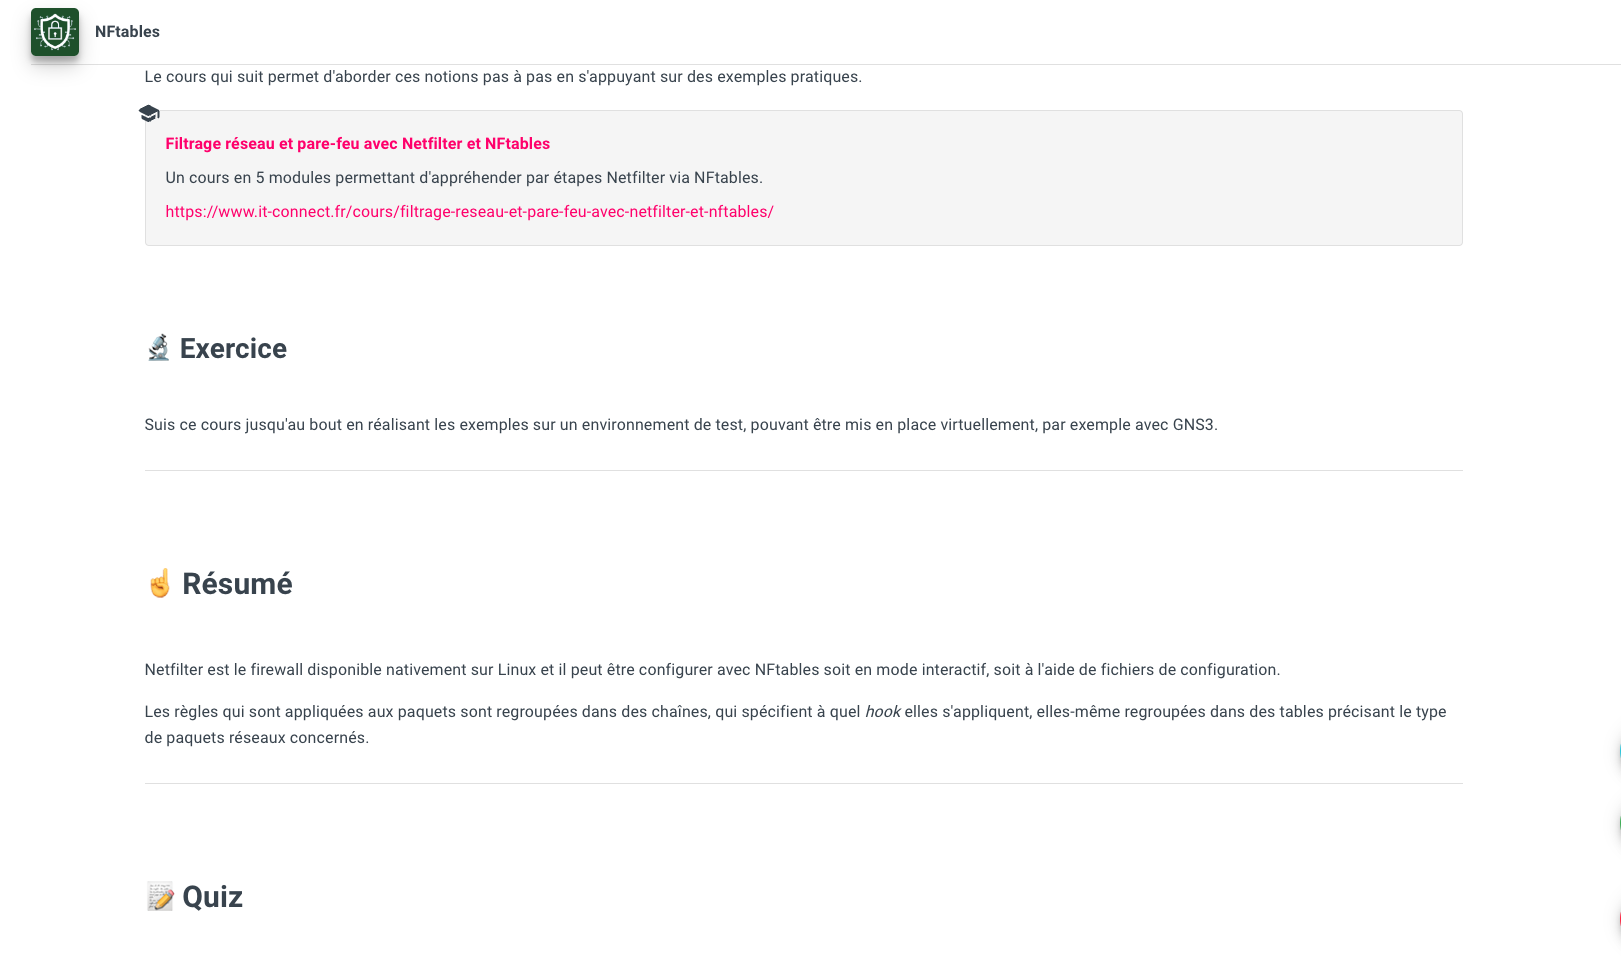 NFtables
Le cours qui suit permet d'aborder ces notions pas à pas en s'appuyant sur des exemples pratiques.
Filtrage réseau et pare-feu avec Netfilter et NFtables
Un cours en 5 modules permettant d'appréhender par étapes Netfilter via NFtables.
https://www.it-connect.fr/cours/filtrage-reseau-et-pare-feu-avec-netfilter-et-nftables/
🔬 Exercice
Suis ce cours jusqu'au bout en réalisant les exemples sur un environnement de test, pouvant être mis en place virtuellement, par exemple avec GNS3.
☝️ Résumé
Netfilter est le firewall disponible nativement sur Linux et il peut être configurer avec NFtables soit en mode interactif, soit à l'aide de fichiers de configuration.
Les règles qui sont appliquées aux paquets sont regroupées dans des chaînes, qui spécifient à quel hook elles s'appliquent, elles-même regroupées dans des tables précisant le type
de paquets réseaux concernés.
📝 Quiz